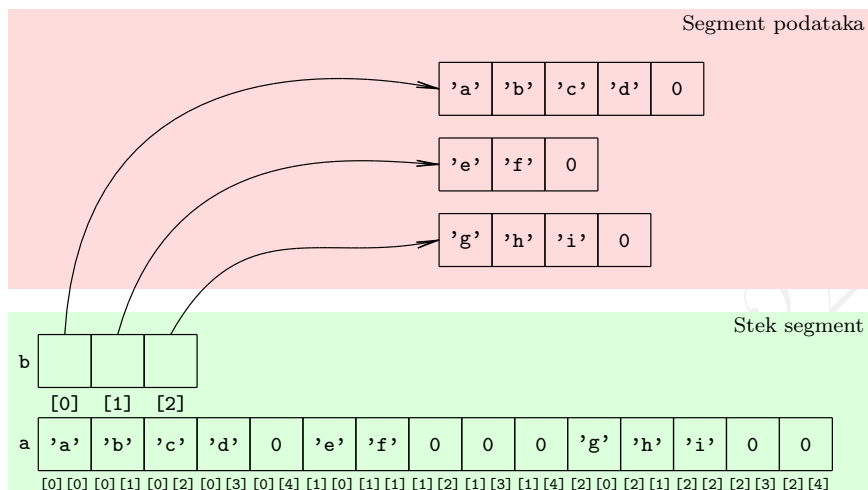 Segment podataka
'a' 'b' 'c' 'd' 0
'e' 'f' 0
'g' 'h' 'i' 0
Stek segment
b
[0] [1] [2]
a 'a' 'b' 'c' 'd' 0 'e' 'f' 0 0 0 'g' 'h' 'i' 0 0
[0][0] [0][1] [0][2] [0][3] [0][4] [1][0] [1][1] [1][2] [1][3] [1][4] [2][0] [2][1] [2][2] [2][3] [2][4]